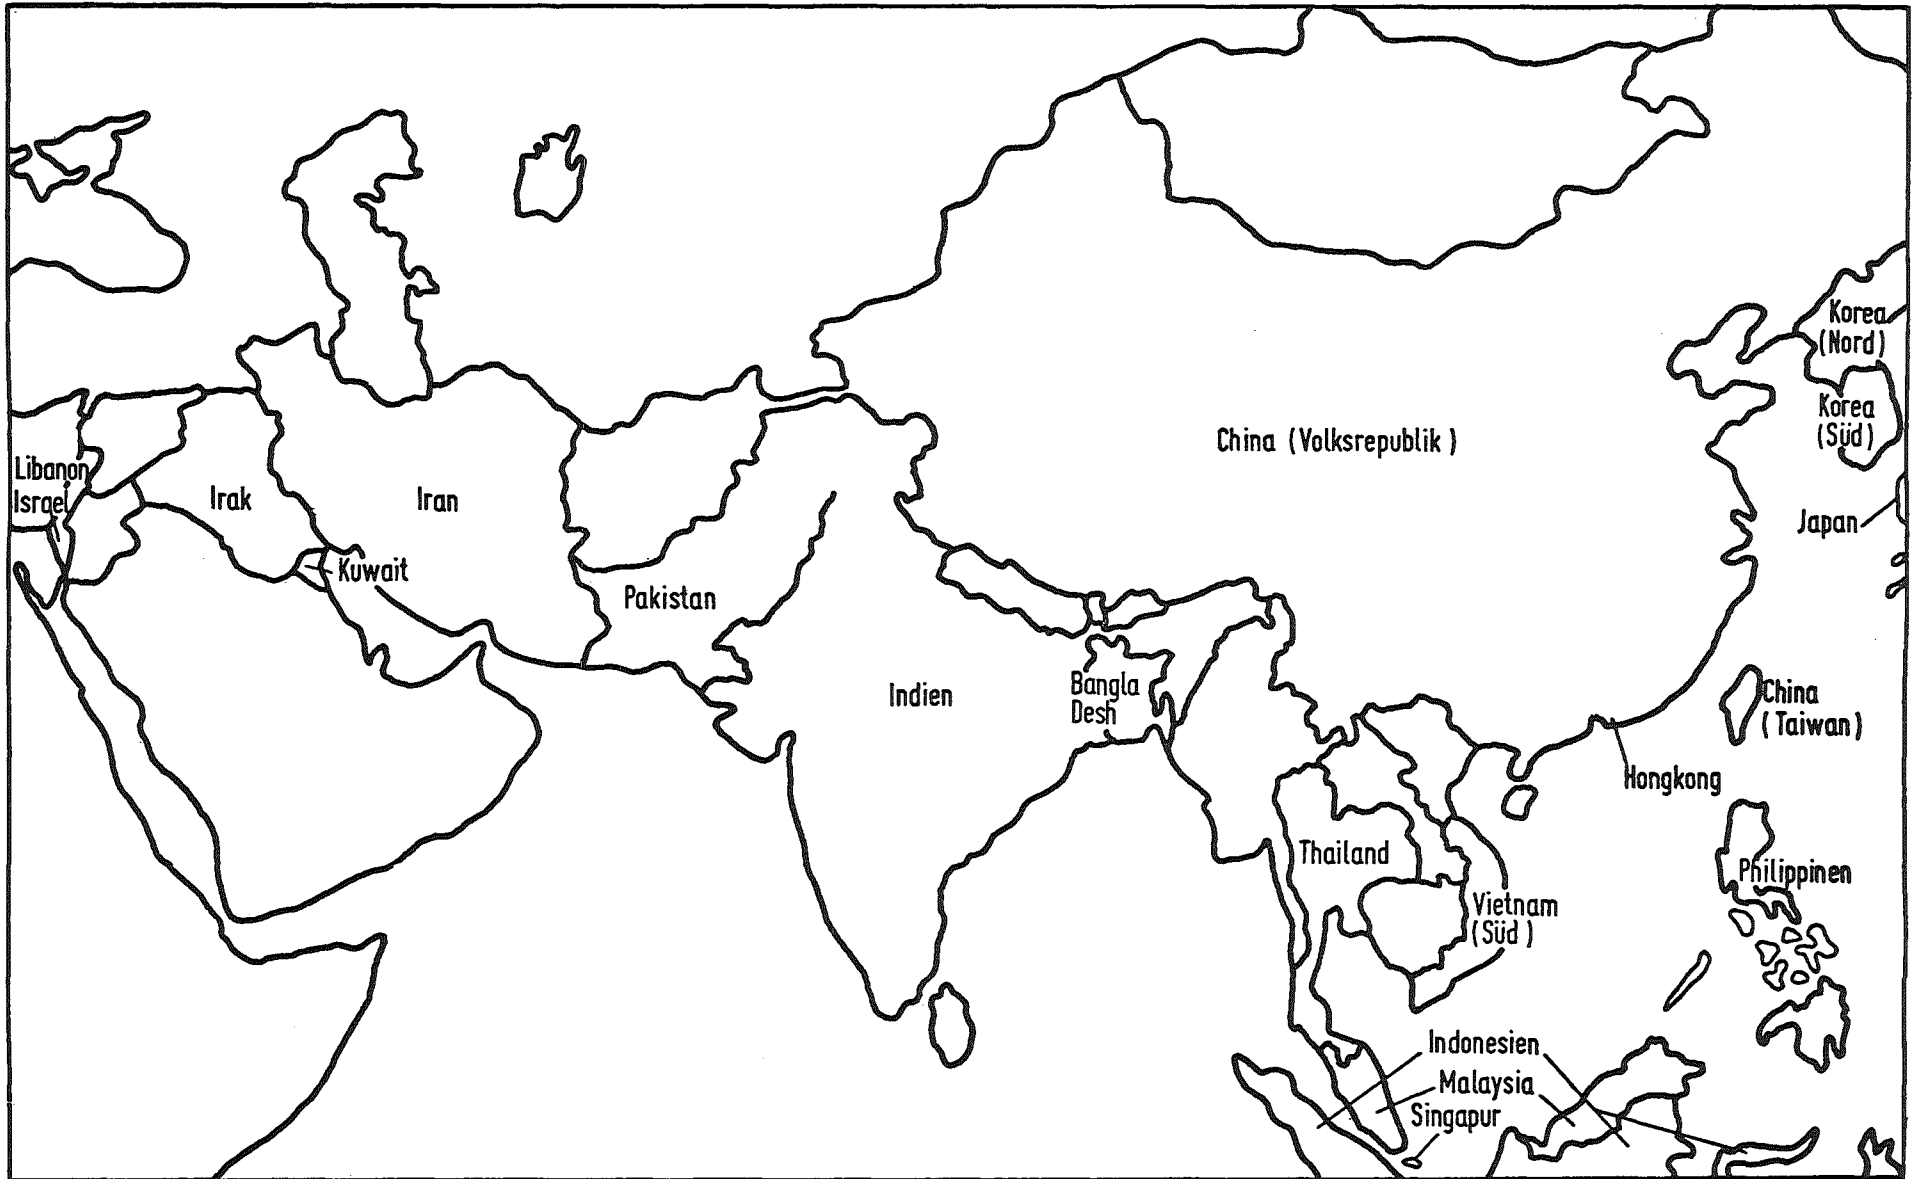 Korea
(Nord)
Korea
(Süd)
China (Volksrepublik)
Libanon
Israel
Irak
Iran
Japan
Kuwait
Pakistan
Indien
Bangla
Desh
China
(Taiwan)
Hongkong
Thailand
Philippinen
Vietnam
(Süd)
Indonesien
Malaysia
Singapur